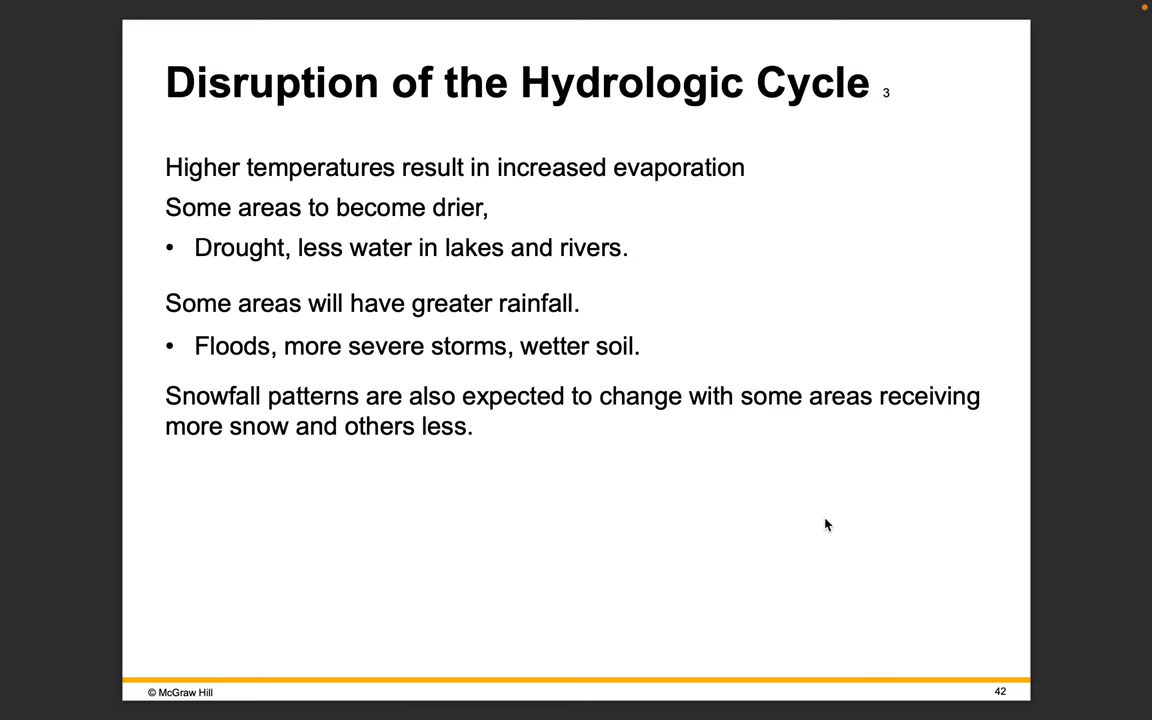 Disruption of the Hydrologic Cycle 3
Higher temperatures result in increased evaporation
Some areas to become drier,
• Drought, less water in lakes and rivers.
Some areas will have greater rainfall.
• Floods, more severe storms, wetter soil.
Snowfall patterns are also expected to change with some areas receiving
more snow and others less.
© McGraw Hill
42